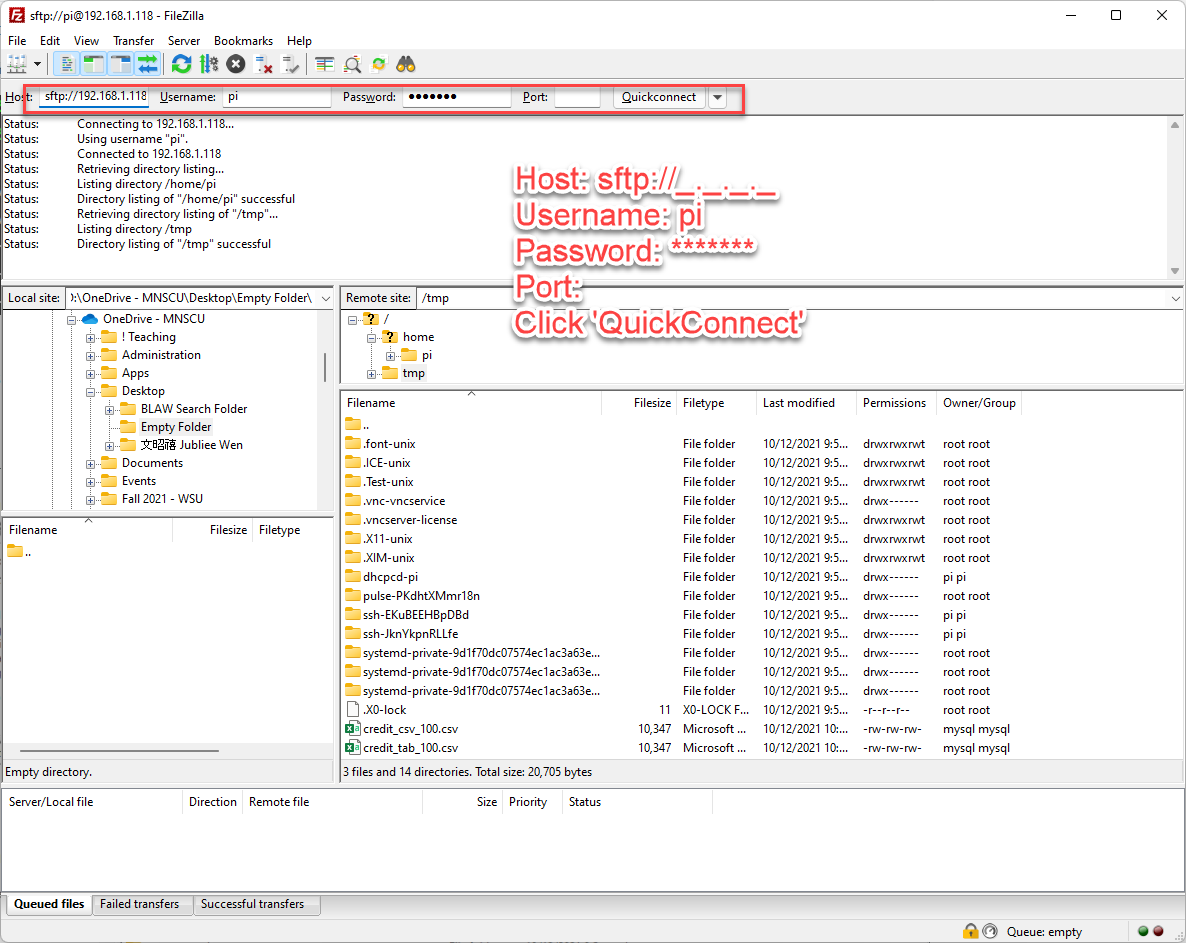 sftp://pi@192.168.1.118 - FileZilla
File Edit View Transfer Server Bookmarks Help
Host: sftp://192.168.1.118 Username: pi Password: ●●●●●●● Port: Quickconnect
Status: Connecting to 192.168.1.118...
Status: Using username "pi".
Status: Connected to 192.168.1.118
Status: Retrieving directory listing...
Status: Listing directory /home/pi
Status: Directory listing of "/home/pi" successful
Status: Retrieving directory listing of "/tmp"...
Status: Listing directory /tmp
Status: Directory listing of "/tmp" successful
Host: sftp://_._._._
Username: pi
Password: *******
Port:
Click 'QuickConnect'
Local site: :\OneDrive - MNSCU\Desktop\Empty Folder\
OneDrive - MNSCU
! Teaching
Administration
Apps
Desktop
BLAW Search Folder
Empty Folder
文昭蓓 Jubliee Wen
Documents
Events
Fall 2021 - WSU
Filename Filesize Filetype
..
Empty directory.
Remote site: /tmp
/
home
pi
tmp
Filename Filesize Filetype Last modified Permissions Owner/Group
..
.font-unix File folder 10/12/2021 9:5... drwxrwxrwt root root
.ICE-unix File folder 10/12/2021 9:5... drwxrwxrwt root root
.Test-unix File folder 10/12/2021 9:5... drwxrwxrwt root root
.vnc-vncservice File folder 10/12/2021 9:5... drwx------ root root
.vncserver-license File folder 10/12/2021 9:5... drwxrwxrwt root root
.X11-unix File folder 10/12/2021 9:5... drwxrwxrwt root root
.XIM-unix File folder 10/12/2021 9:5... drwxrwxrwt root root
dhcpcd-pi File folder 10/12/2021 9:5... drwx------ pi pi
pulse-PKdhtXMmr18n File folder 10/12/2021 9:5... drwx------ root root
ssh-EKuBEEHBpDBd File folder 10/12/2021 9:5... drwx------ pi pi
ssh-JknYkpnRLLfe File folder 10/12/2021 9:5... drwx------ pi pi
systemd-private-9d1f70dc07574ec1ac3a63e... File folder 10/12/2021 9:5... drwx------ root root
systemd-private-9d1f70dc07574ec1ac3a63e... File folder 10/12/2021 9:5... drwx------ root root
systemd-private-9d1f70dc07574ec1ac3a63e... File folder 10/12/2021 9:5... drwx------ root root
.X0-lock 11 X0-LOCK F... 10/12/2021 9:5... -r--r--r-- root root
credit_csv_100.csv 10,347 Microsoft ... 10/12/2021 10:... -rw-rw-rw- mysql mysql
credit_tab_100.csv 10,347 Microsoft ... 10/12/2021 10:... -rw-rw-rw- mysql mysql
3 files and 14 directories. Total size: 20,705 bytes
Server/Local file Direction Remote file Size Priority Status
Queued files Failed transfers Successful transfers
Queue: empty